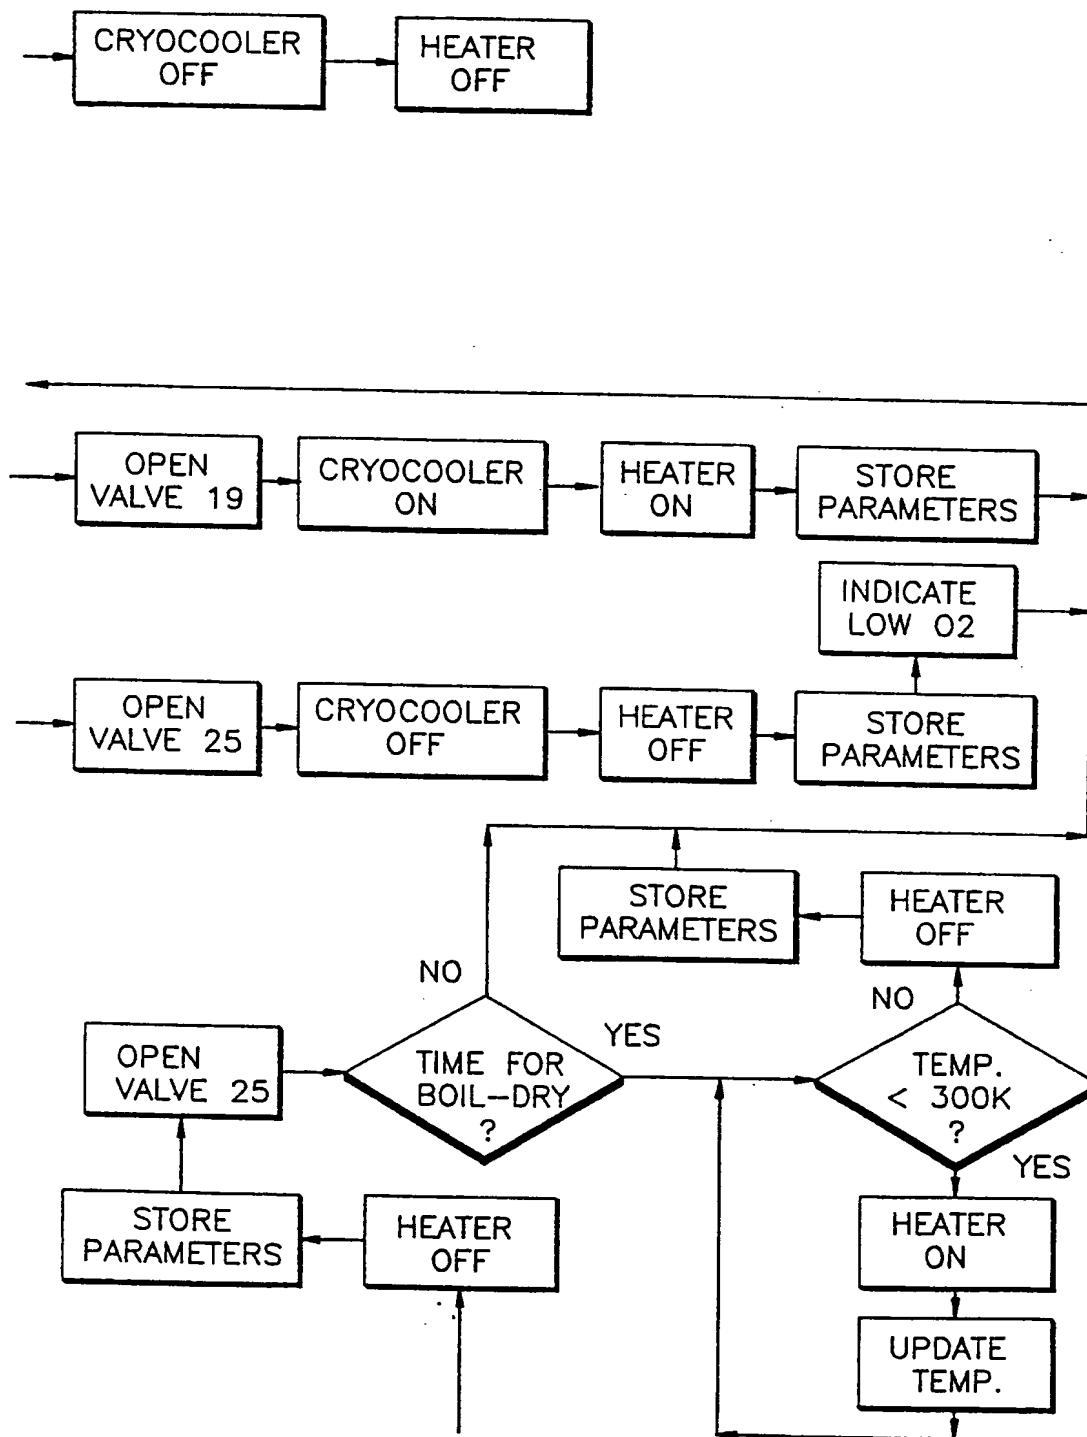 CRYOCOOLER
OFF
HEATER
OFF
OPEN
VALVE 19
CRYOCOOLER
ON
HEATER
ON
STORE
PARAMETERS
INDICATE
LOW O2
OPEN
VALVE 25
CRYOCOOLER
OFF
HEATER
OFF
STORE
PARAMETERS
STORE
PARAMETERS
HEATER
OFF
NO
NO
OPEN
VALVE 25
TIME FOR
BOIL-DRY
?
YES
TEMP.
< 300K
?
YES
STORE
PARAMETERS
HEATER
OFF
HEATER
ON
UPDATE
TEMP.